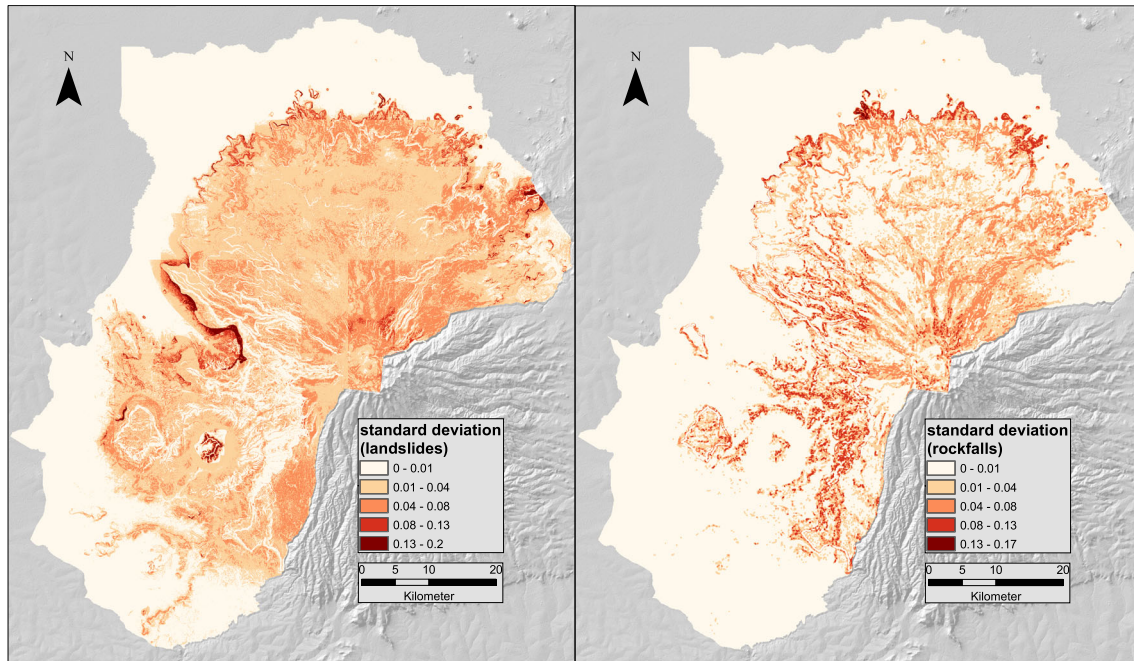 N
standard deviation
(landslides)
0 - 0.01
0.01 - 0.04
0.04 - 0.08
0.08 - 0.13
0.13 - 0.2
0 5 10 20
Kilometer
N
standard deviation
(rockfalls)
0 - 0.01
0.01 - 0.04
0.04 - 0.08
0.08 - 0.13
0.13 - 0.17
0 5 10 20
Kilometer